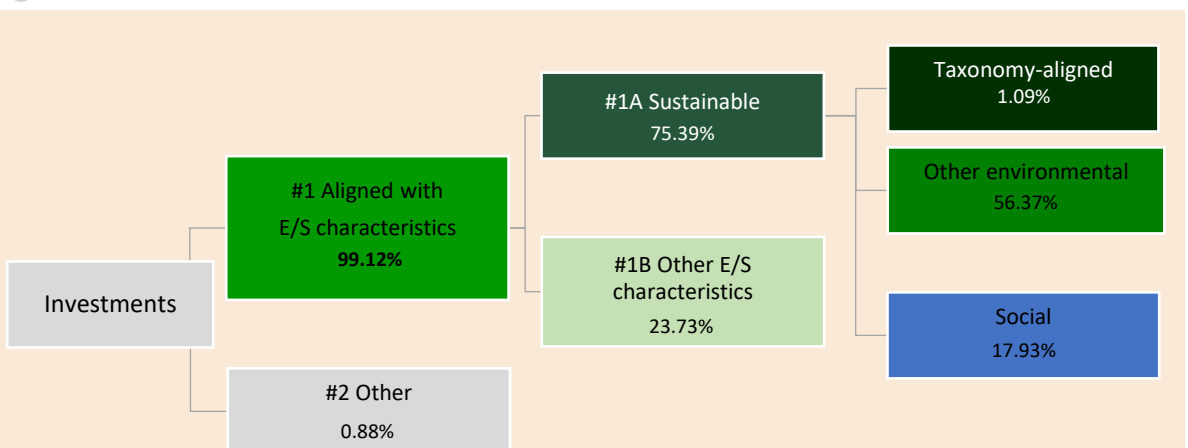 Investments
#1 Aligned with
E/S characteristics
99.12%
#2 Other
0.88%
#1A Sustainable
75.39%
#1B Other E/S
characteristics
23.73%
Taxonomy-aligned
1.09%
Other environmental
56.37%
Social
17.93%